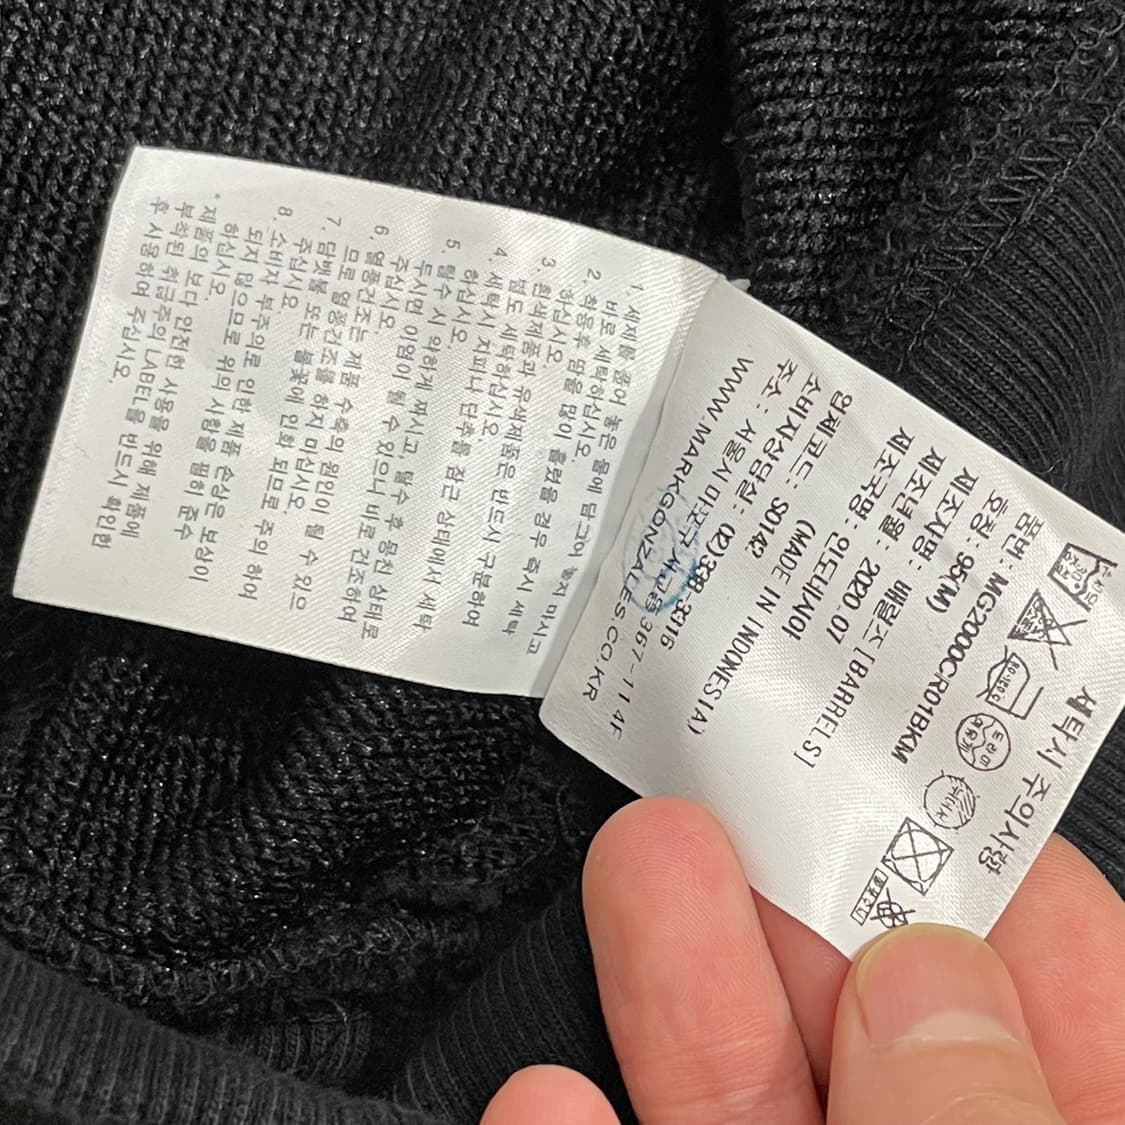 세탁시 주의사항
80-120℃
드라이
석유계
품번: MG2000CR01BKM
호칭: 95(M)
제조자명: 배럴즈[BARRELS]
제조년월: 2020.07
제조국명: 인도네시아
(MADE IN INDONESIA)
업체코드: S0142
소비자상담실: (02)338-3316
주소: 서울시 마포구 서교동 367-11 4F
WWW.MARKGONZALES.CO.KR
1. 세제를 풀어 놓은 물에 담그어 놓지 마시고
바로 세탁하십시오.
2. 착용후 땀을 많이 흘렸을 경우 즉시 세탁
하십시오.
3. 흰색제품과 유색제품은 반드시 구분하여
별도 세탁하십시오.
4. 세탁시 지퍼나 단추를 잠근 상태에서 세탁
하십시오.
5. 탈수 시 약하게 짜시고, 탈수 후 뭉친 상태로
두시면 이염이 될 수 있으니 바로 건조하여
주십시오.
6. 열풍건조는 제품 수축의 원인이 될 수 있으
므로 열풍건조를 하지 마십시오.
7. 담뱃불 또는 불꽃에 인화 되므로 주의 하여
주십시오.
8. 소비자 부주의로 인한 제품 손상은 보상이
되지 않으므로 위의 사항을 필히 준수
하십시오.
*제품의 보다 안전한 사용을 위해 제품에
부착된 취급주의 LABEL을 반드시 확인한
후 사용하여 주십시오.